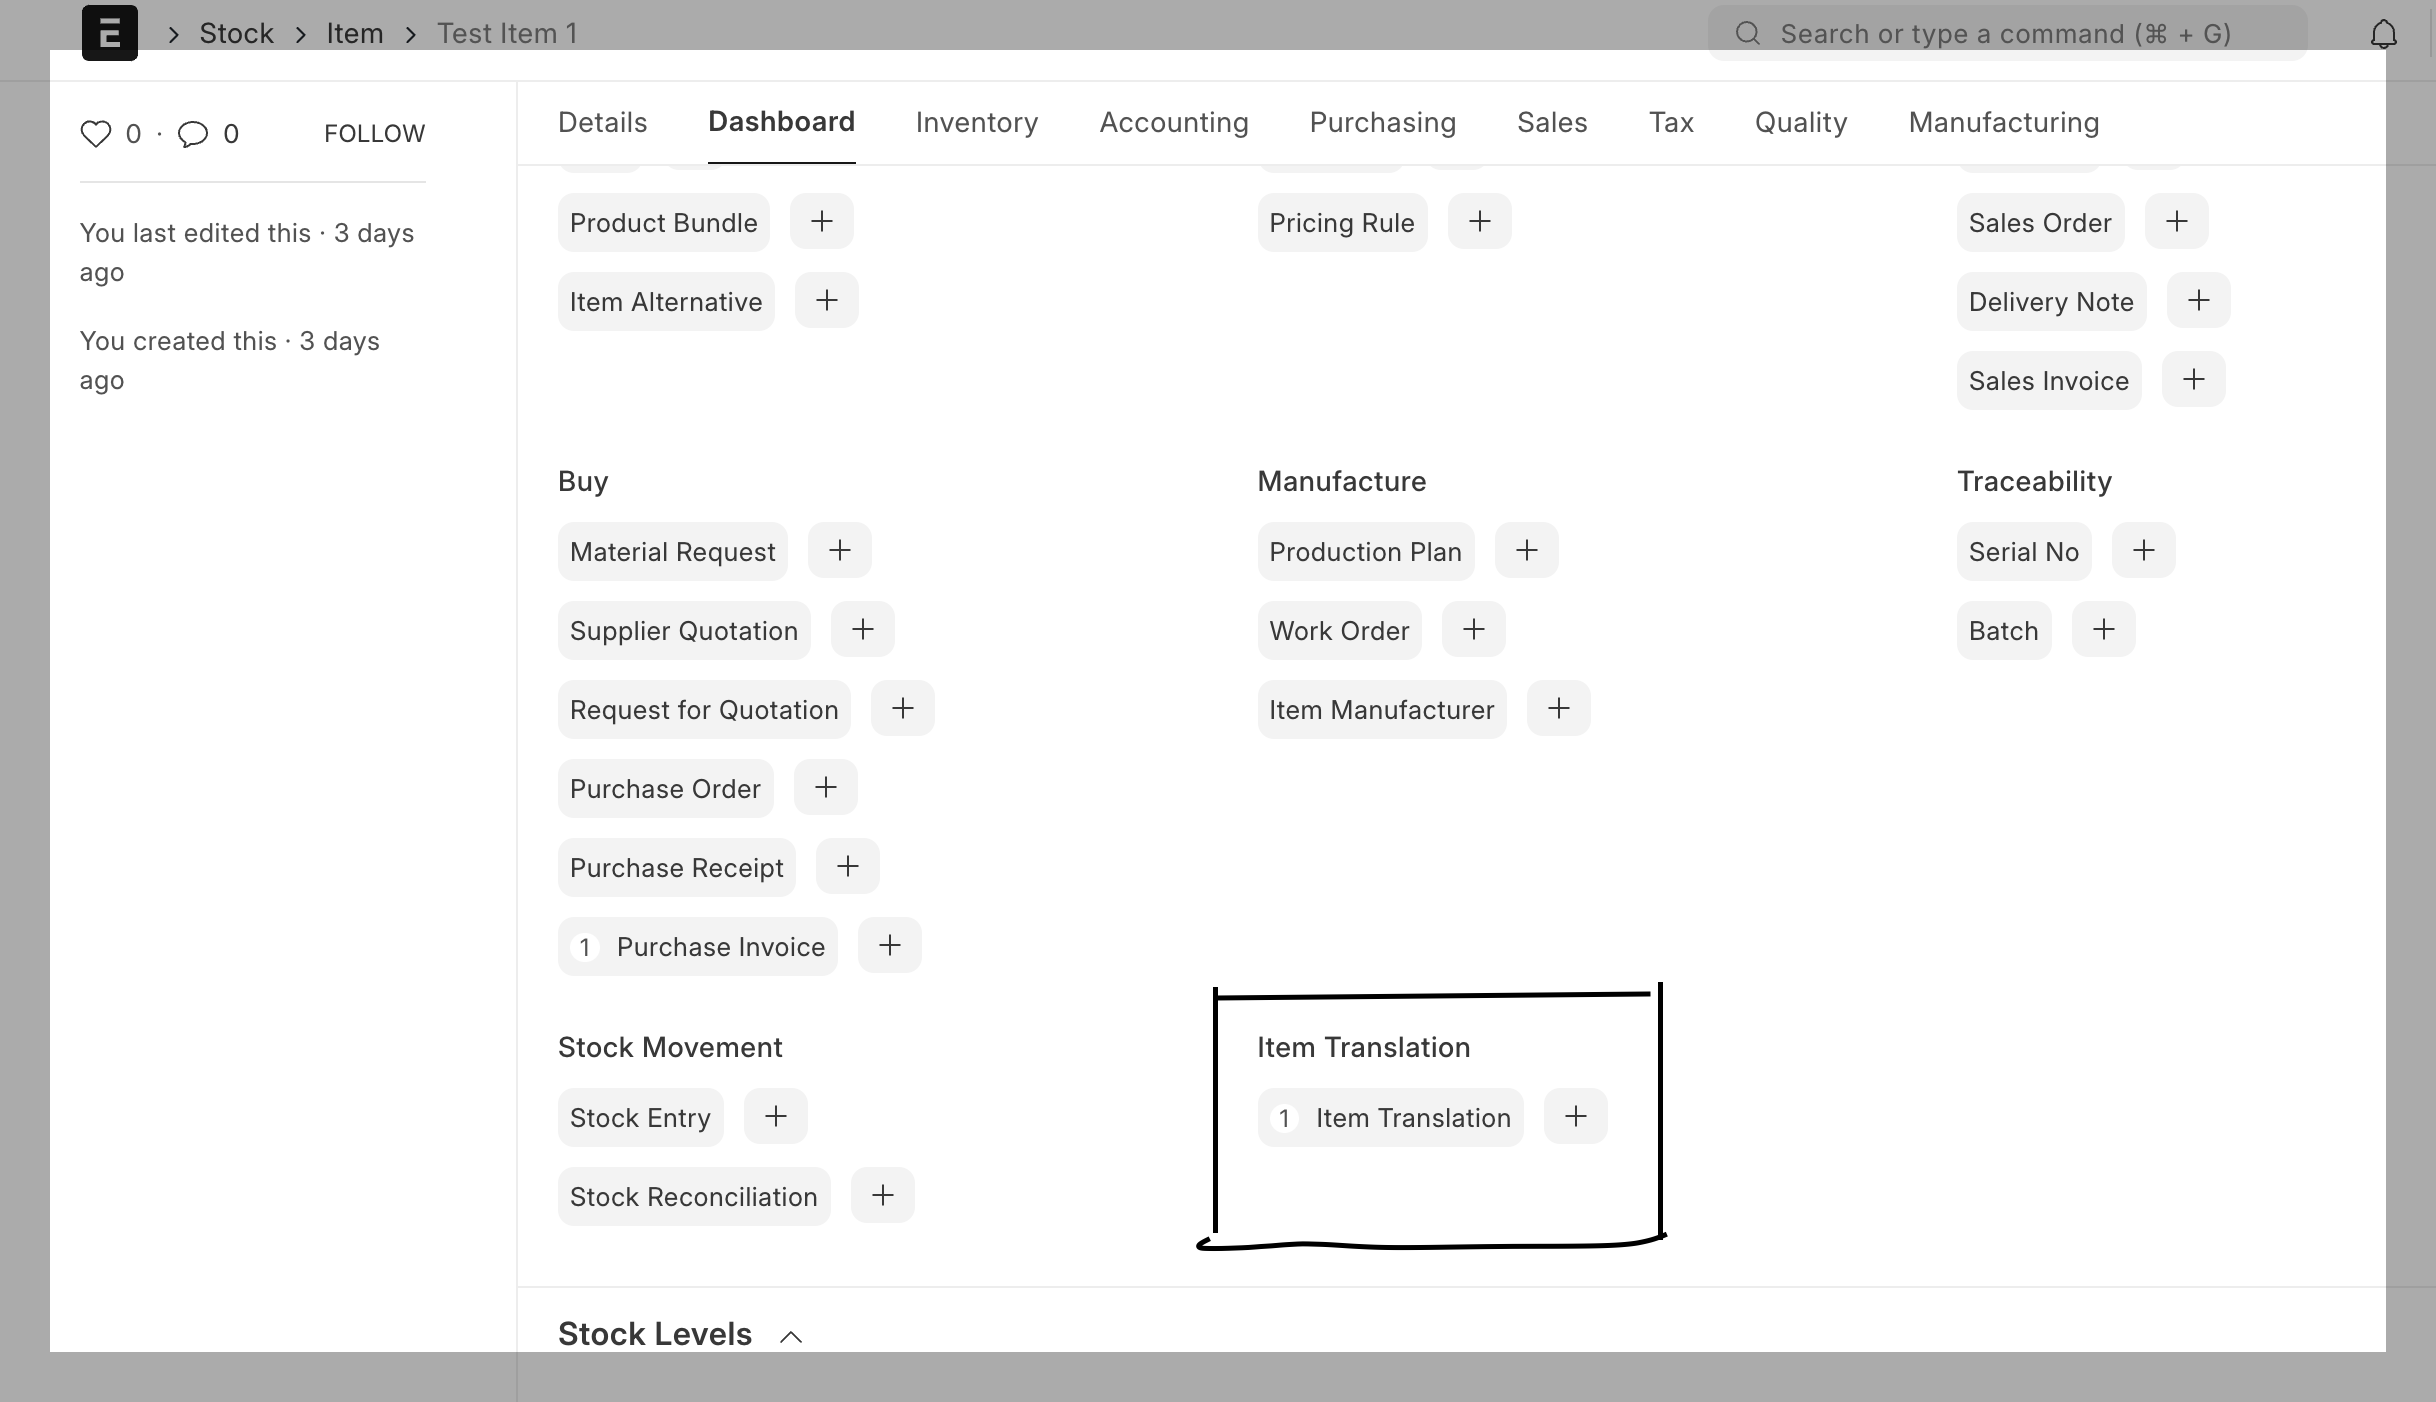 E
Stock
Item
Test Item 1
Search or type a command (⌘ + G)
0 · 0
FOLLOW
You last edited this · 3 days
ago
You created this · 3 days
ago
Details
Dashboard
Inventory
Accounting
Purchasing
Sales
Tax
Quality
Manufacturing
Product Bundle
Item Alternative
Pricing Rule
Sales Order
Delivery Note
Sales Invoice
Buy
Material Request
Supplier Quotation
Request for Quotation
Purchase Order
Purchase Receipt
1 Purchase Invoice
Manufacture
Production Plan
Work Order
Item Manufacturer
Traceability
Serial No
Batch
Stock Movement
Stock Entry
Stock Reconciliation
Item Translation
1 Item Translation
Stock Levels